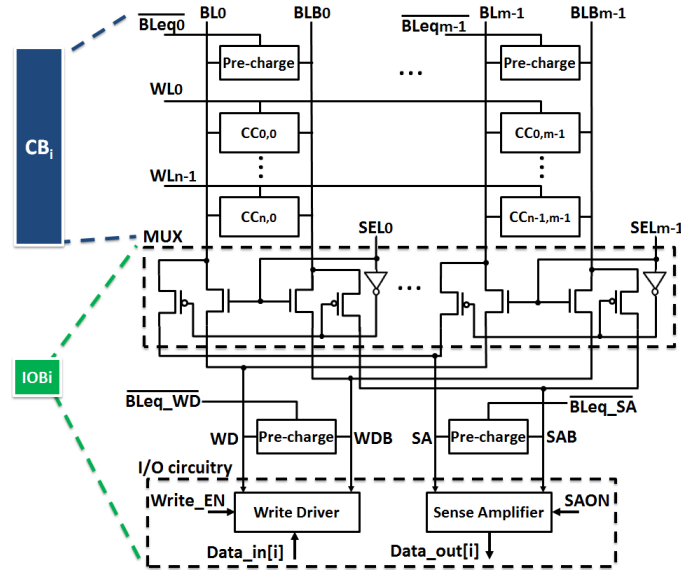 BL0 BLB0 BLm-1 BLBm-1
BLeq0 BLeqm-1
Pre-charge ... Pre-charge
WL0
CC0,0 CC0,m-1
CBi
WLn-1
CCn,0 CCn-1,m-1
SEL0 SELm-1
MUX
...
IOBi
BLeq_WD BLeq_SA
WD Pre-charge WDB SA Pre-charge SAB
I/O circuitry
Write_EN Write Driver Sense Amplifier SAON
Data_in[i] Data_out[i]